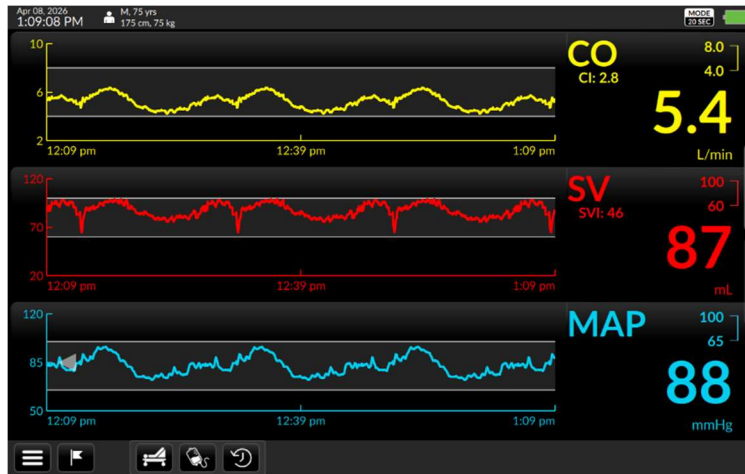 Apr 08, 2026
1:09:08 PM
M, 75 yrs
175 cm, 75 kg
MODE
20 SEC
10
6
2
12:09 pm 12:39 pm 1:09 pm
CO
CI: 2.8
8.0
4.0
5.4
L/min
120
70
20
12:09 pm 12:39 pm 1:09 pm
SV
SVI: 46
100
60
87
mL
120
85
50
12:09 pm 12:39 pm 1:09 pm
MAP
100
65
88
mmHg